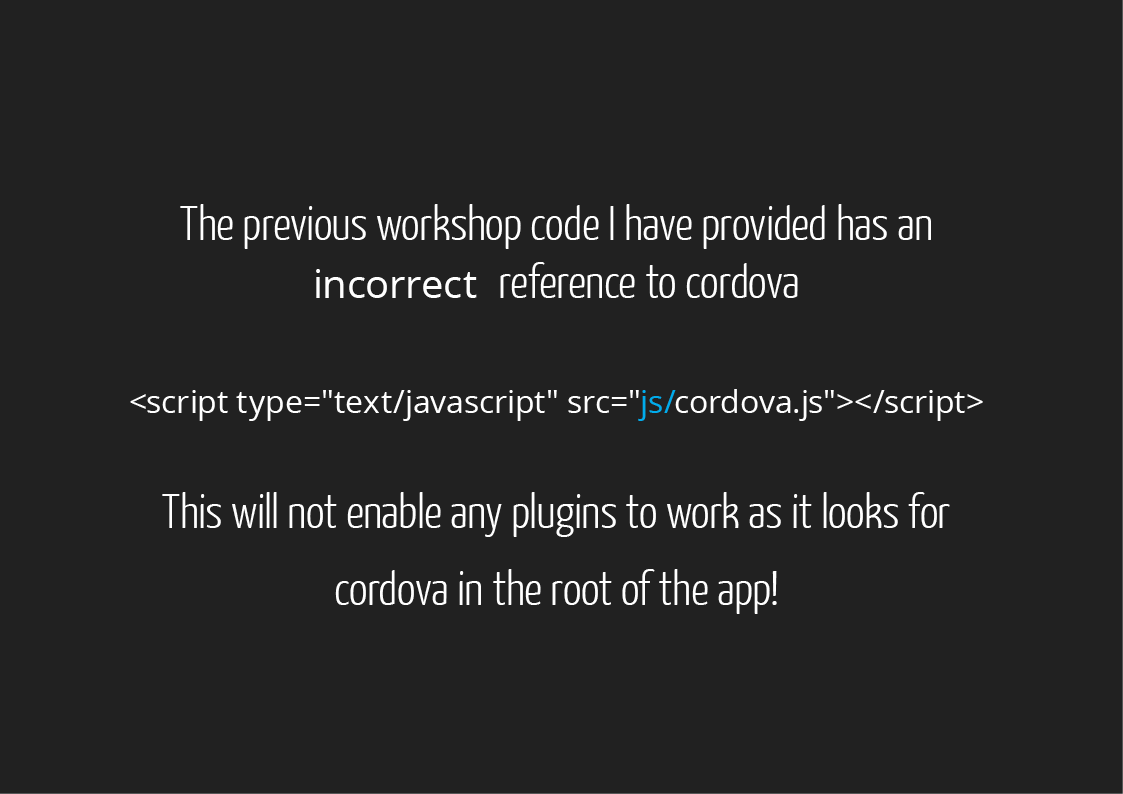 The previous workshop code I have provided has an
incorrect reference to cordova
<script type="text/javascript" src="js/cordova.js"></script>
This will not enable any plugins to work as it looks for
cordova in the root of the app!